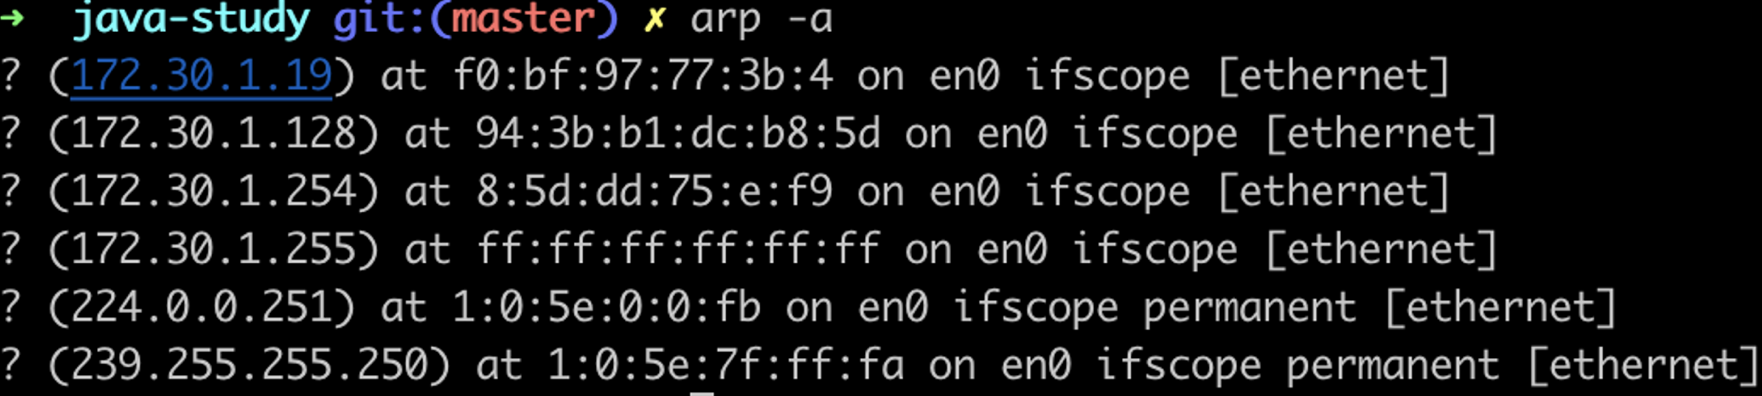 ➜ java-study git:(master) ✗ arp -a
? (172.30.1.19) at f0:bf:97:77:3b:4 on en0 ifscope [ethernet]
? (172.30.1.128) at 94:3b:b1:dc:b8:5d on en0 ifscope [ethernet]
? (172.30.1.254) at 8:5d:dd:75:e:f9 on en0 ifscope [ethernet]
? (172.30.1.255) at ff:ff:ff:ff:ff:ff on en0 ifscope [ethernet]
? (224.0.0.251) at 1:0:5e:0:0:fb on en0 ifscope permanent [ethernet]
? (239.255.255.250) at 1:0:5e:7f:ff:fa on en0 ifscope permanent [ethernet]